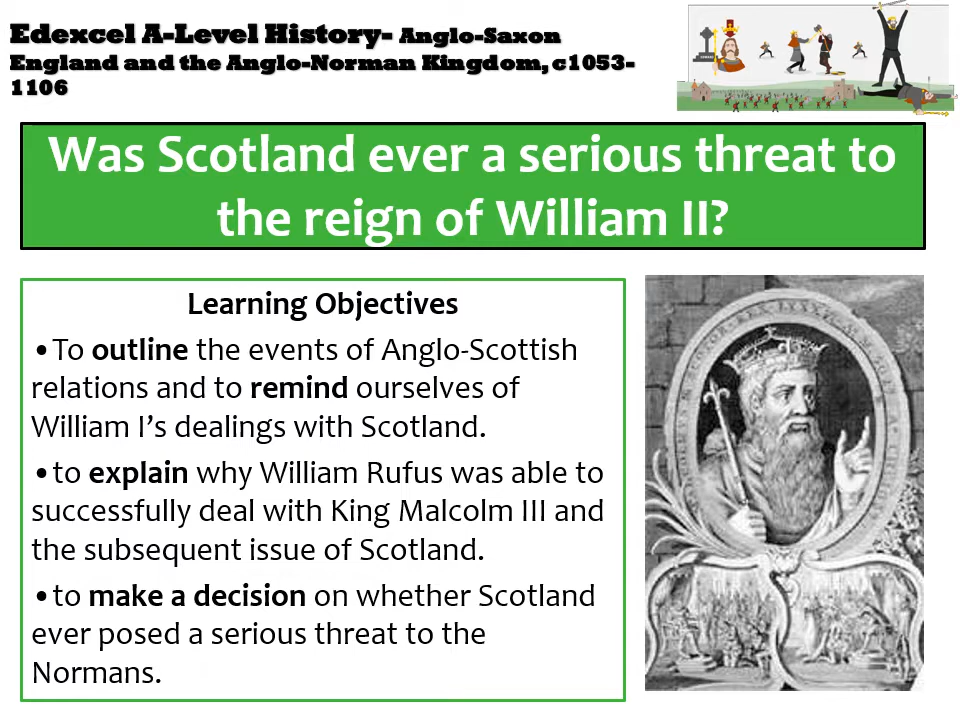 Edexcel A-Level History- Anglo-Saxon
England and the Anglo-Norman Kingdom, c1053-
1106
Was Scotland ever a serious threat to
the reign of William II?
Learning Objectives
•To outline the events of Anglo-Scottish
relations and to remind ourselves of
William I’s dealings with Scotland.
•to explain why William Rufus was able to
successfully deal with King Malcolm III and
the subsequent issue of Scotland.
•to make a decision on whether Scotland
ever posed a serious threat to the
Normans.